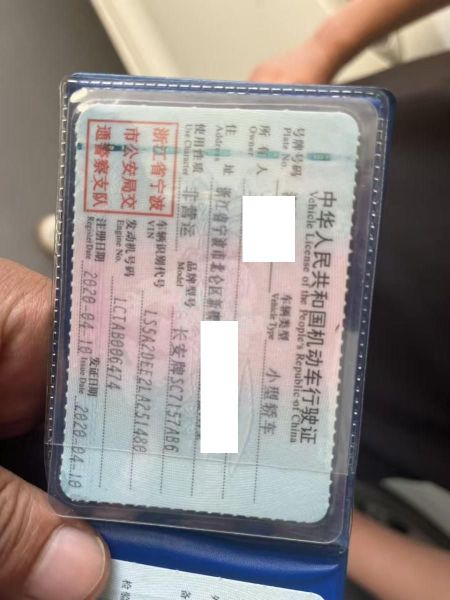 中华人民共和国机动车行驶证
Vehicle License of the People's Republic of China
号牌号码
Plate No.
车辆类型
Vehicle Type
小型轿车
所有人
Owner
住址
Address
浙江省宁波市北仑区新
使用性质
Use Character
非营运
品牌型号
Model
长安牌SC7157AB6
浙江省宁波
市公安局交
通警察支队
车辆识别代号
VIN
LS5A2DEE2LA251480
发动机号码
Engine No.
LCTAB006474
注册日期
Register Date
2020-04-10
发证日期
Issue Date
2020-04-10
检验